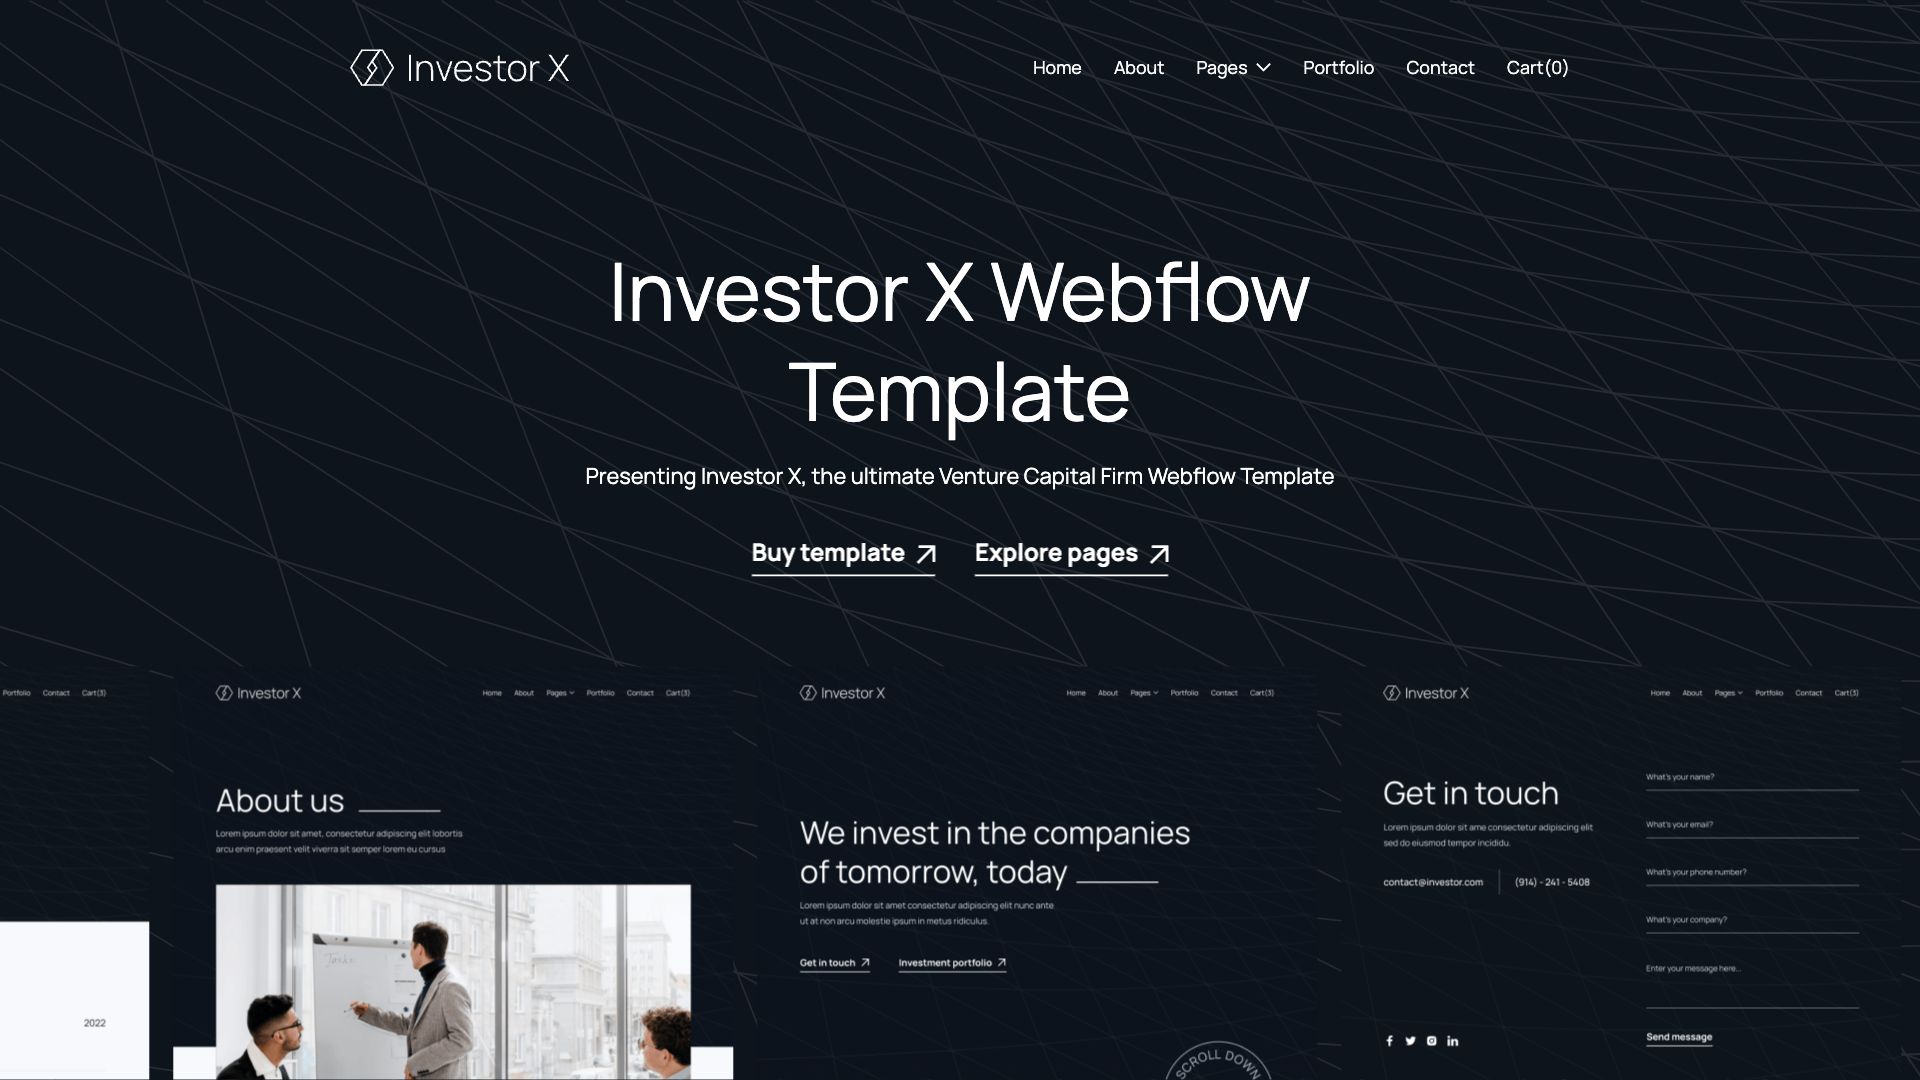 Investor X
Home About Pages Portfolio Contact Cart(0)
Investor X Webflow
Template
Presenting Investor X, the ultimate Venture Capital Firm Webflow Template
Buy template Explore pages
Portfolio Contact Cart(3)
2022
Investor X
Home About Pages Portfolio Contact Cart(3)
About us
Lorem ipsum dolor sit amet, consectetur adipiscing elit lobortis
arcu enim praesent velit viverra sit semper lorem eu cursus
Investor X
Home About Pages Portfolio Contact Cart(3)
We invest in the companies
of tomorrow, today
Lorem ipsum dolor sit amet consectetur adipiscing elit nunc ante
ut at non arcu molestie ipsum in metus ridiculus.
Get in touch Investment portfolio
SCROLL DOWN
Investor X
Home About Pages Portfolio Contact Cart(3)
Get in touch
Lorem ipsum dolor sit ame consectetur adipiscing elit
sed do eiusmod tempor incididu.
contact@investor.com (914) - 241 - 5408
What's your name?
What's your email?
What's your phone number?
What's your company?
Enter your message here...
Send message